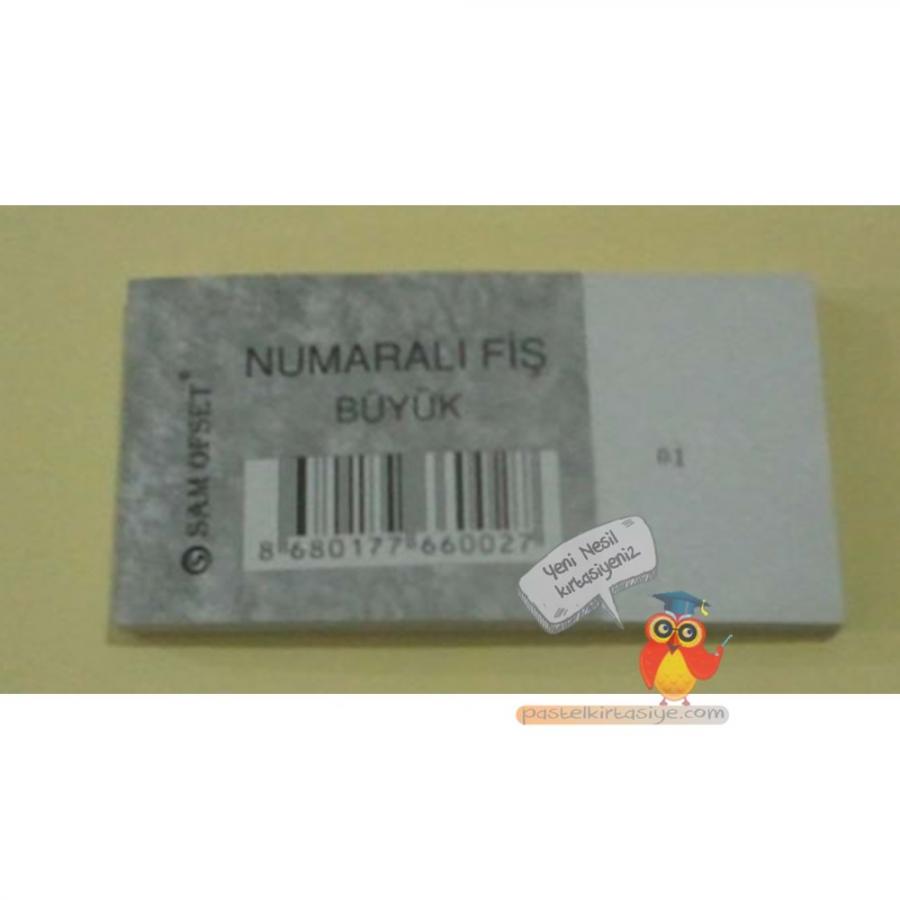 NUMARALI FİŞ
BÜYÜK
SAM OFSET
8 680177 660027
01
Yeni Nesil
kırtasiyeniz
pastelkirtasiye.com